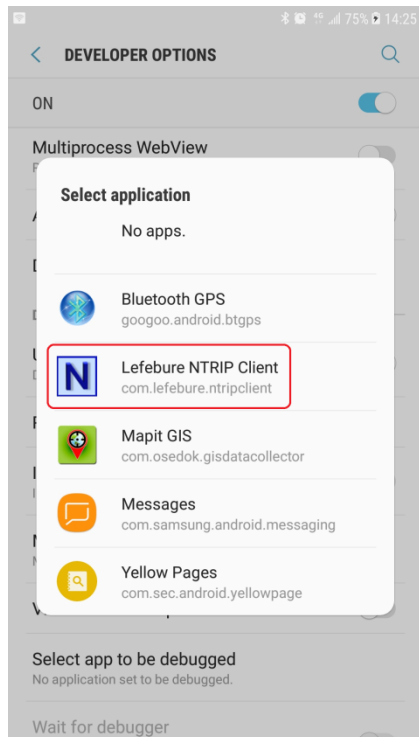 4G 75% 14:25
DEVELOPER OPTIONS
ON
Multiprocess WebView
Select application
No apps.
Bluetooth GPS
googoo.android.btgps
N
Lefebure NTRIP Client
com.lefebure.ntripclient
Mapit GIS
com.osedok.gisdatacollector
Messages
com.samsung.android.messaging
Yellow Pages
com.sec.android.yellowpage
Select app to be debugged
No application set to be debugged.
Wait for debugger